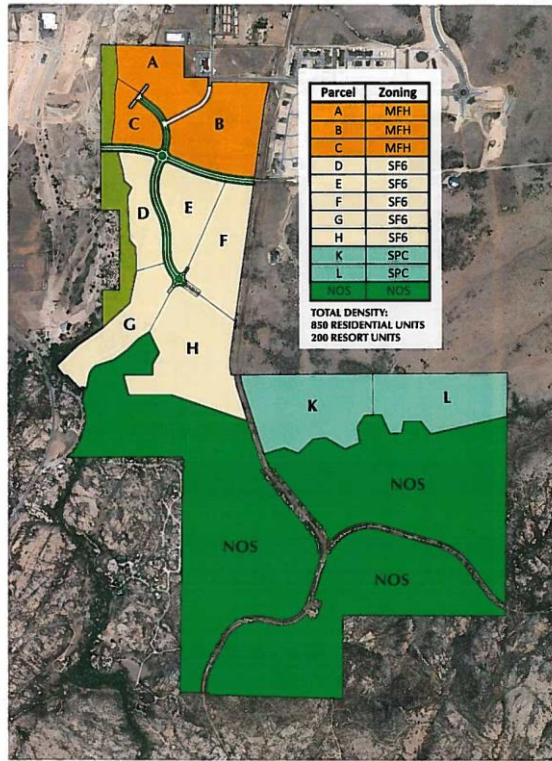 A
C
B
D
E
F
G
H
K
L
NOS
NOS
NOS
Parcel Zoning
A MFH
B MFH
C MFH
D SF6
E SF6
F SF6
G SF6
H SF6
K SPC
L SPC
NOS NOS
TOTAL DENSITY:
850 RESIDENTIAL UNITS
200 RESORT UNITS